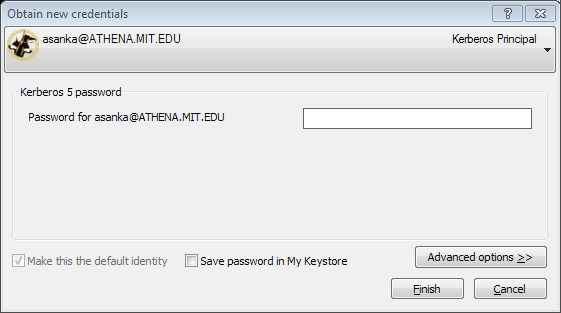 Obtain new credentials
asanka@ATHENA.MIT.EDU Kerberos Principal
Kerberos 5 password
Password for asanka@ATHENA.MIT.EDU
Make this the default identity Save password in My Keystore Advanced options >>
Finish Cancel